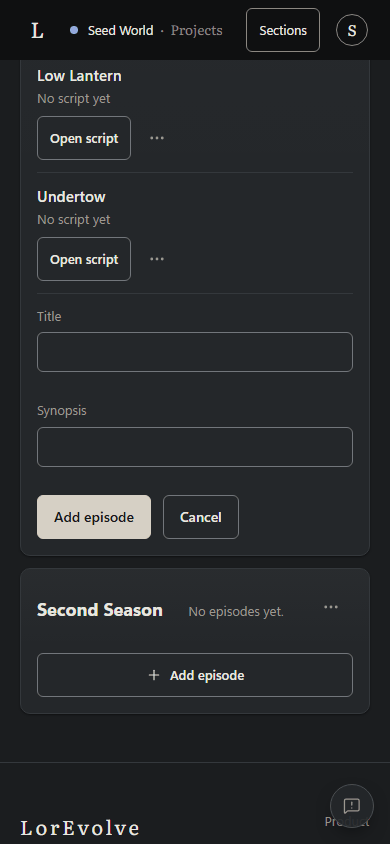 L
Seed World · Projects
Sections
S
Low Lantern
No script yet
Open script
Undertow
No script yet
Open script
Title
Synopsis
Add episode
Cancel
Second Season
No episodes yet.
Add episode
LorEvolve